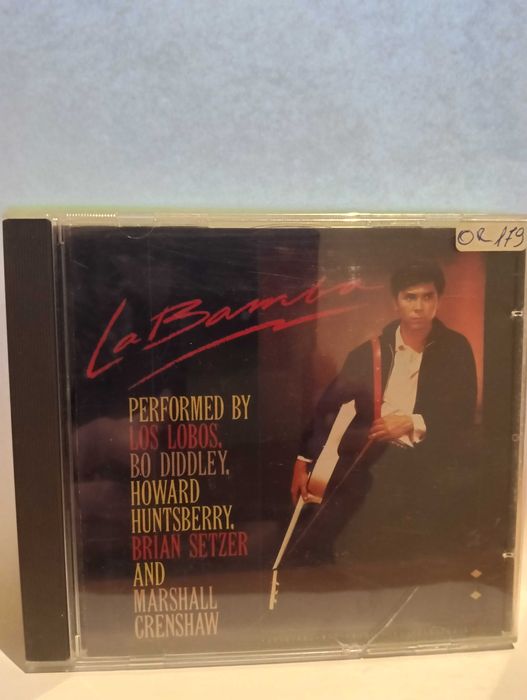 OR 179
La Bamba
PERFORMED BY
LOS LOBOS,
BO DIDDLEY,
HOWARD
HUNTSBERRY,
BRIAN SETZER
AND
MARSHALL
CRENSHAW